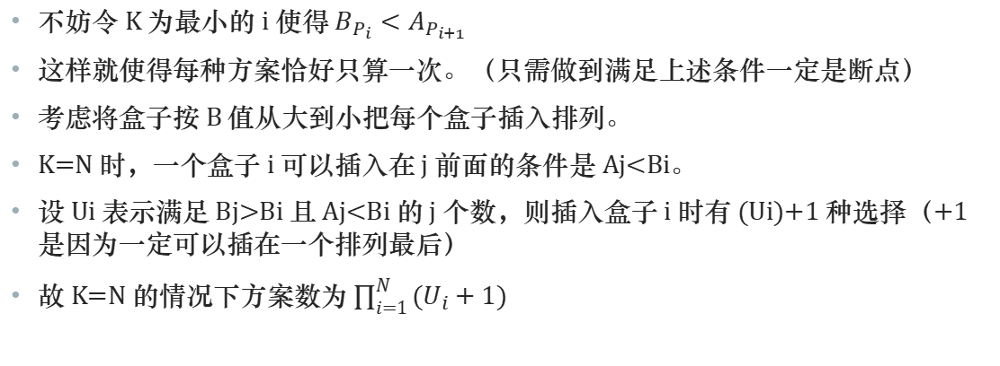 • 不妨令 K 为最小的 i 使得 $B_{P_i} < A_{P_{i+1}}$
• 这样就使得每种方案恰好只算一次。（只需做到满足上述条件一定是断点）
• 考虑将盒子按 B 值从大到小把每个盒子插入排列。
• K=N 时，一个盒子 i 可以插入在 j 前面的条件是 Aj<Bi。
• 设 Ui 表示满足 Bj>Bi 且 Aj<Bi 的 j 个数，则插入盒子 i 时有 (Ui)+1 种选择（+1
是因为一定可以插在一个排列最后）
• 故 K=N 的情况下方案数为 $\prod_{i=1}^{N}(U_i + 1)$